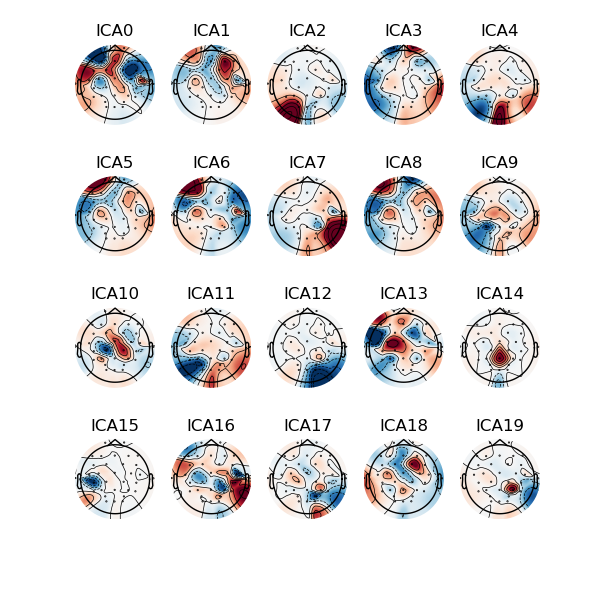 ICA0 ICA1 ICA2 ICA3 ICA4
ICA5 ICA6 ICA7 ICA8 ICA9
ICA10 ICA11 ICA12 ICA13 ICA14
ICA15 ICA16 ICA17 ICA18 ICA19